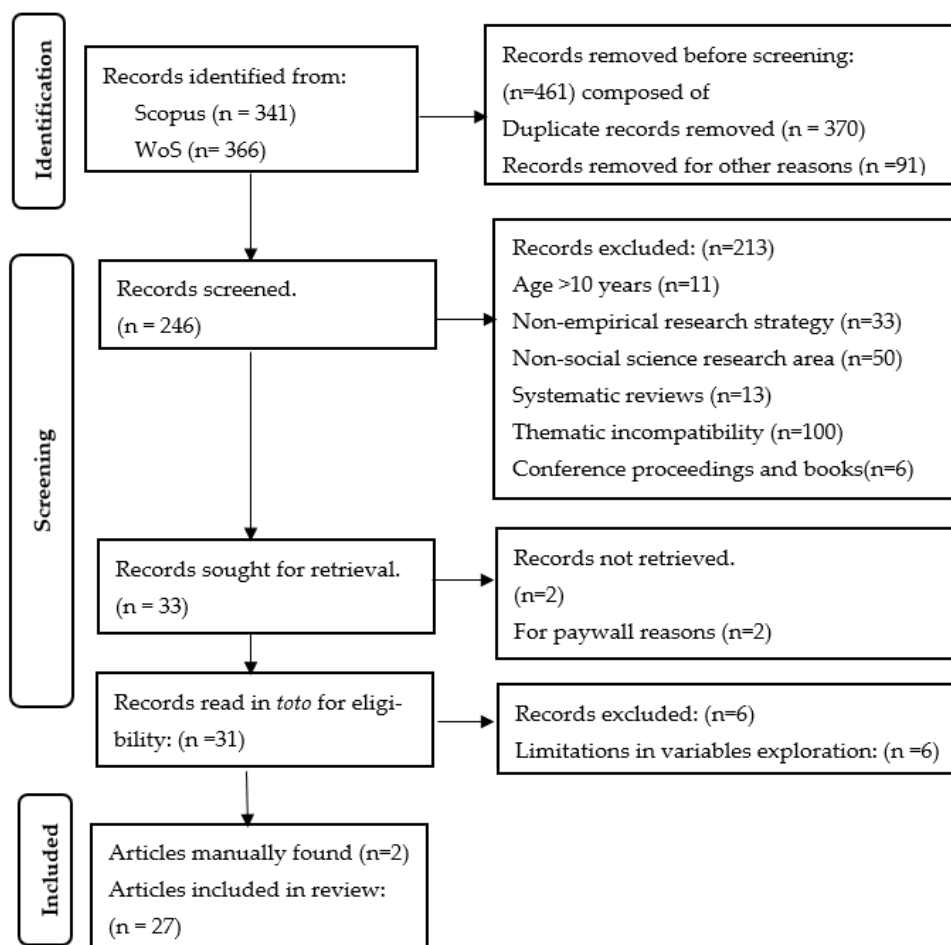 Identification
Records identified from:
Scopus (n = 341)
WoS (n= 366)
Records removed before screening:
(n=461) composed of
Duplicate records removed (n = 370)
Records removed for other reasons (n =91)
Screening
Records screened.
(n = 246)
Records excluded: (n=213)
Age >10 years (n=11)
Non-empirical research strategy (n=33)
Non-social science research area (n=50)
Systematic reviews (n=13)
Thematic incompatibility (n=100)
Conference proceedings and books(n=6)
Records sought for retrieval.
(n = 33)
Records not retrieved.
(n=2)
For paywall reasons (n=2)
Records read in toto for eligi-
bility: (n =31)
Records excluded: (n=6)
Limitations in variables exploration: (n =6)
Included
Articles manually found (n=2)
Articles included in review:
(n = 27)